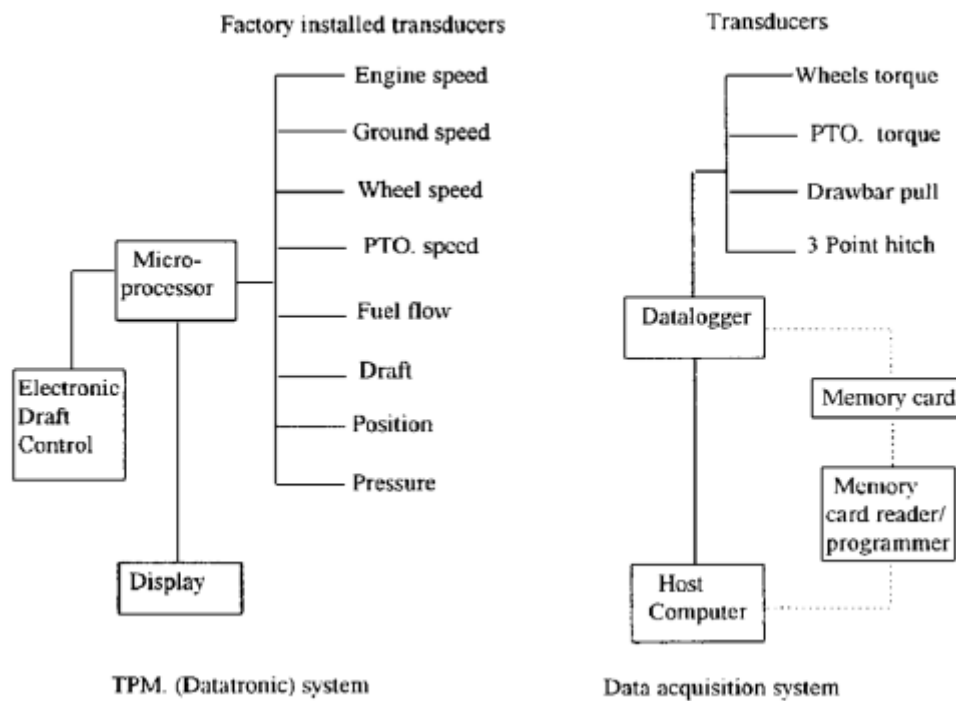 Factory installed transducers
Engine speed
Ground speed
Wheel speed
PTO. speed
Fuel flow
Draft
Position
Pressure
Micro-
processor
Electronic
Draft
Control
Display
TPM. (Datatronic) system
Transducers
Wheels torque
PTO. torque
Drawbar pull
3 Point hitch
Datalogger
Memory card
Memory
card reader/
programmer
Host
Computer
Data acquisition system